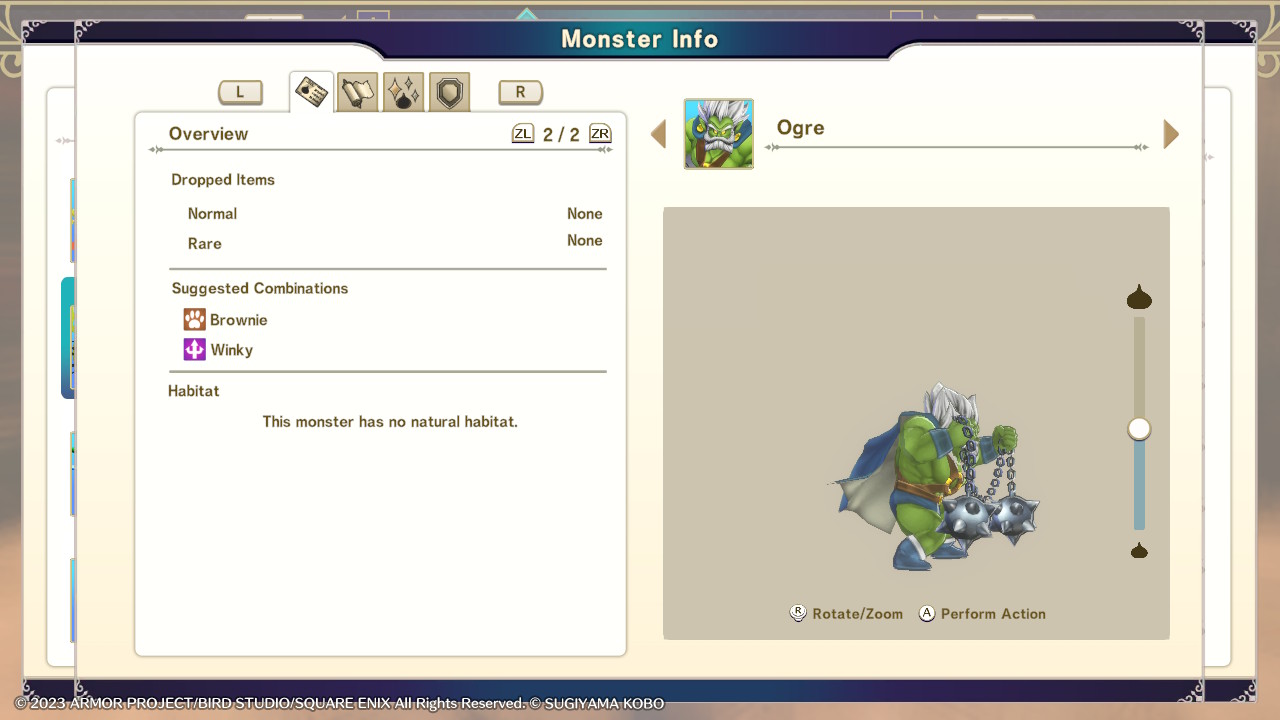 Monster Info
L
R
Overview
ZL 2 / 2 ZR
Dropped Items
Normal None
Rare None
Suggested Combinations
Brownie
Winky
Habitat
This monster has no natural habitat.
Ogre
R Rotate/Zoom A Perform Action
© 2023 ARMOR PROJECT/BIRD STUDIO/SQUARE ENIX All Rights Reserved. © SUGIYAMA KOBO